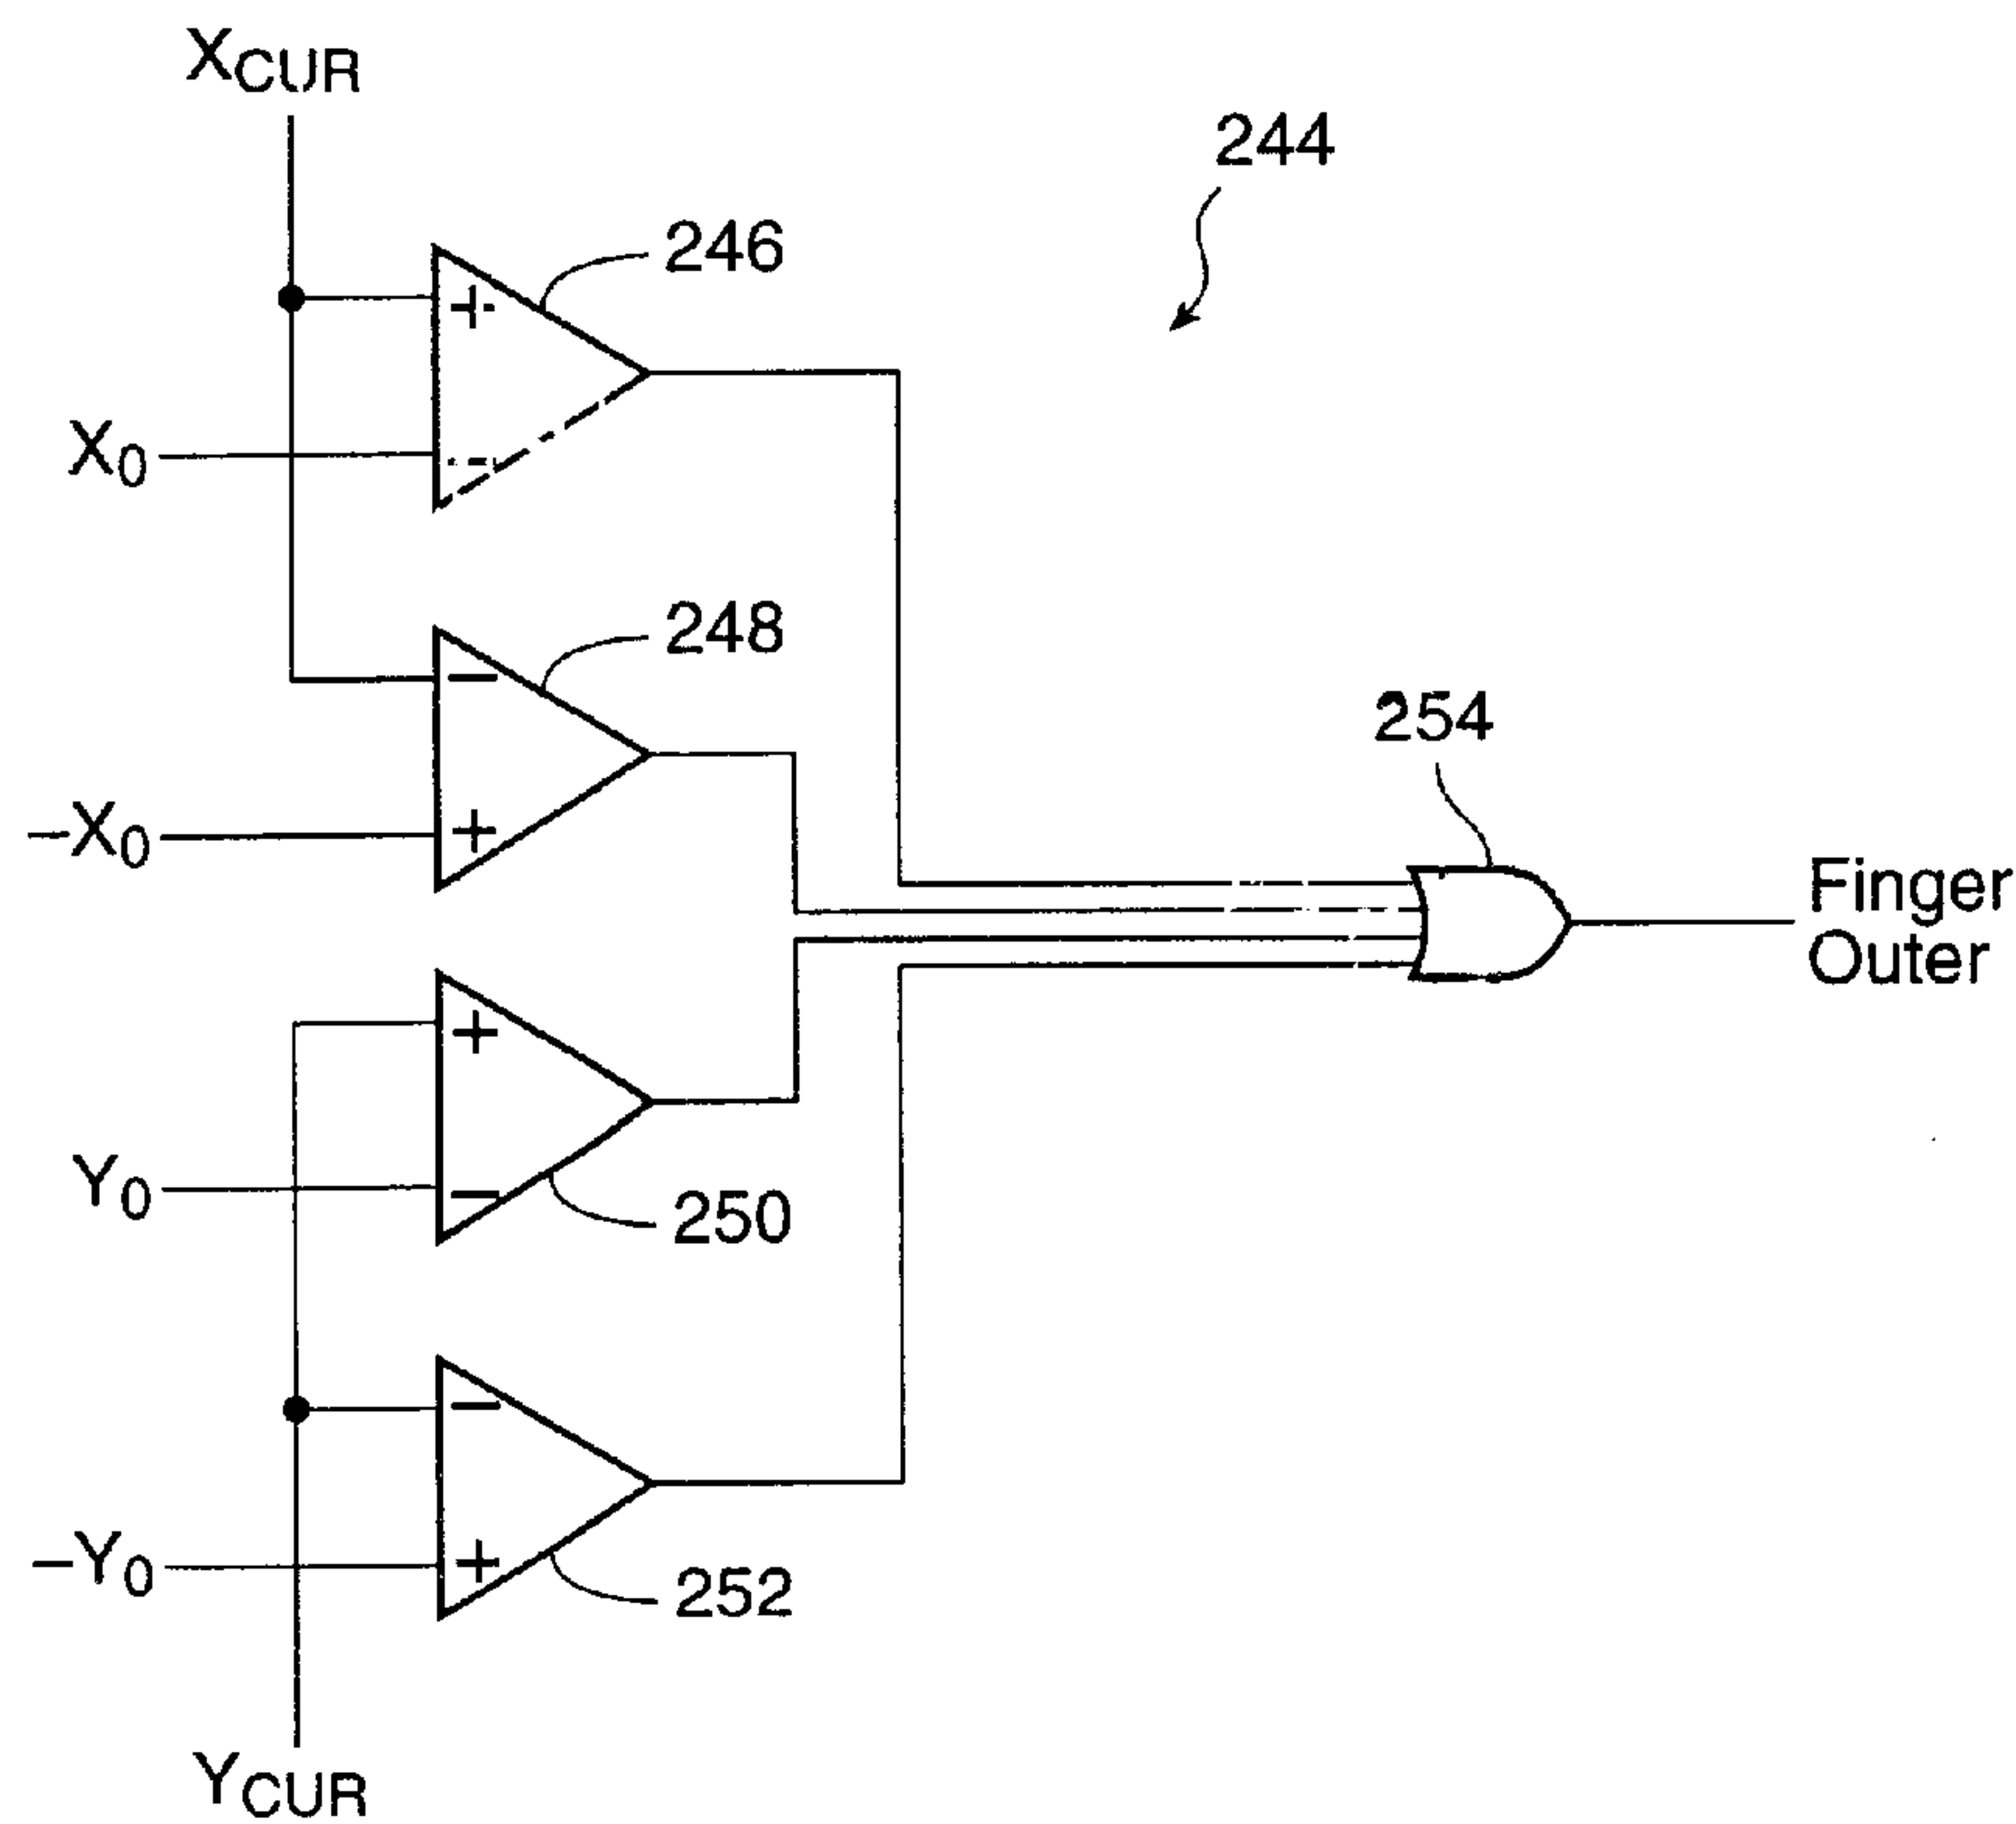 XCUR
244
246
+
X0
-
248
−
254
−X0
+
Finger
Outer
+
Y0
−
250
−
−Y0
+
252
YCUR